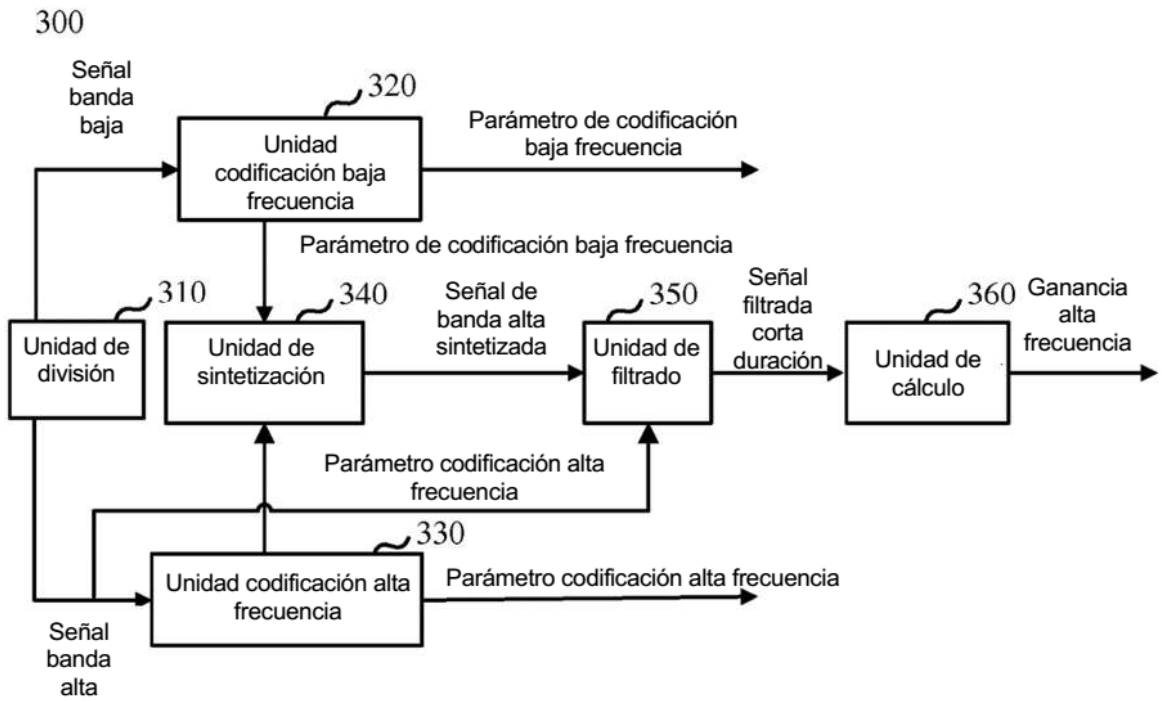 300
Señal
banda
baja
320
Unidad
codificación baja
frecuencia
Parámetro de codificación
baja frecuencia
Parámetro de codificación baja frecuencia
310
Unidad de
división
340
Unidad de
sintetización
Señal de
banda alta
sintetizada
350
Unidad de
filtrado
Señal
filtrada
corta
duración
360
Unidad de
cálculo
Ganancia
alta
frecuencia
Parámetro codificación alta
frecuencia
330
Unidad codificación alta
frecuencia
Parámetro codificación alta frecuencia
Señal
banda
alta